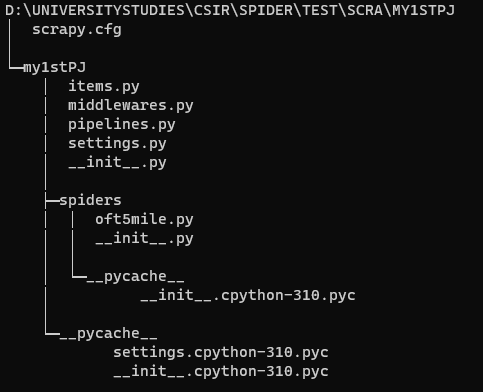 D:\UNIVERSITYSTUDIES\CSIR\SPIDER\TEST\SCRA\MY1STPJ
scrapy.cfg
my1stPJ
items.py
middlewares.py
pipelines.py
settings.py
__init__.py
spiders
oft5mile.py
__init__.py
__pycache__
__init__.cpython-310.pyc
__pycache__
settings.cpython-310.pyc
__init__.cpython-310.pyc